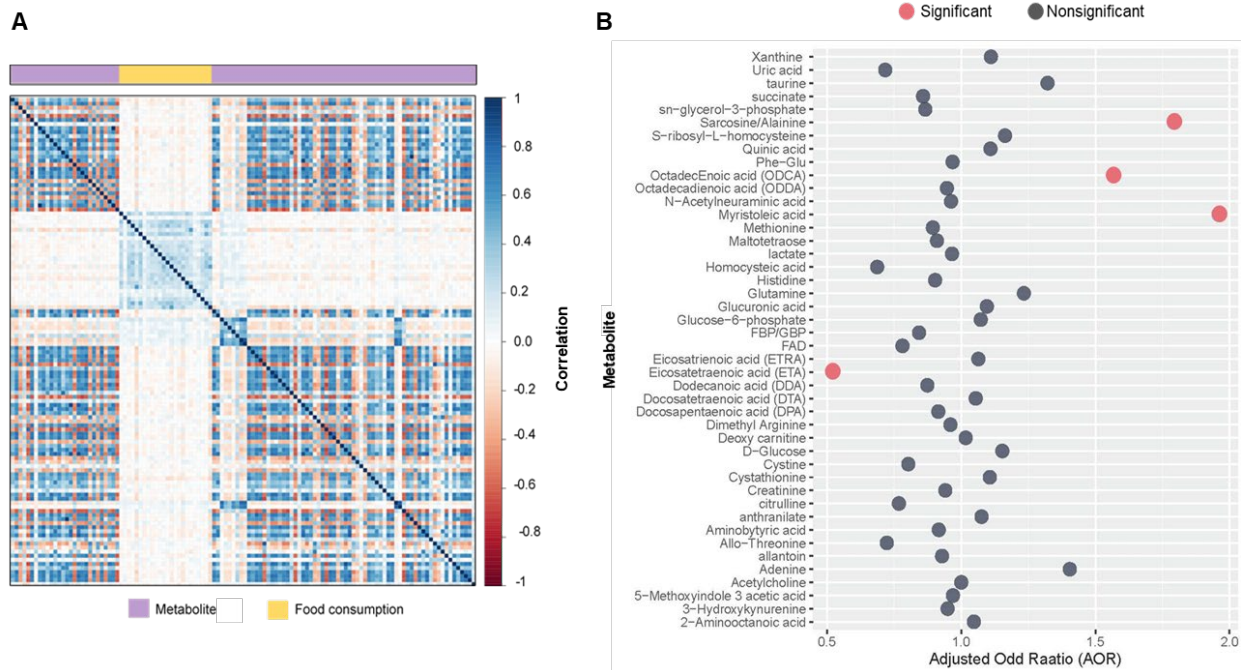 A
B
Significant
Nonsignificant
1
0.8
0.6
0.4
0.2
0.0
-0.2
-0.4
-0.6
-0.8
-1
Correlation
Metabolite
Food consumption
Metabolite
Xanthine
Uric acid
taurine
succinate
sn−glycerol−3−phosphate
Sarcosine/Alainine
S−ribosyl−L−homocysteine
Quinic acid
Phe−Glu
OctadecEnoic acid (ODCA)
Octadecadienoic acid (ODDA)
N−Acetylneuraminic acid
Myristoleic acid
Methionine
Maltotetraose
lactate
Homocysteic acid
Histidine
Glutamine
Glucuronic acid
Glucose−6−phosphate
FBP/GBP
FAD
Eicosatrienoic acid (ETRA)
Eicosatetraenoic acid (ETA)
Dodecanoic acid (DDA)
Docosatetraenoic acid (DTA)
Docosapentaenoic acid (DPA)
Dimethyl Arginine
Deoxy carnitine
D−Glucose
Cystine
Cystathionine
Creatinine
citrulline
anthranilate
Aminobytyric acid
Allo−Threonine
allantoin
Adenine
Acetylcholine
5−Methoxyindole 3 acetic acid
3−Hydroxykynurenine
2−Aminooctanoic acid
0.5 1.0 1.5 2.0
Adjusted Odd Raatio (AOR)